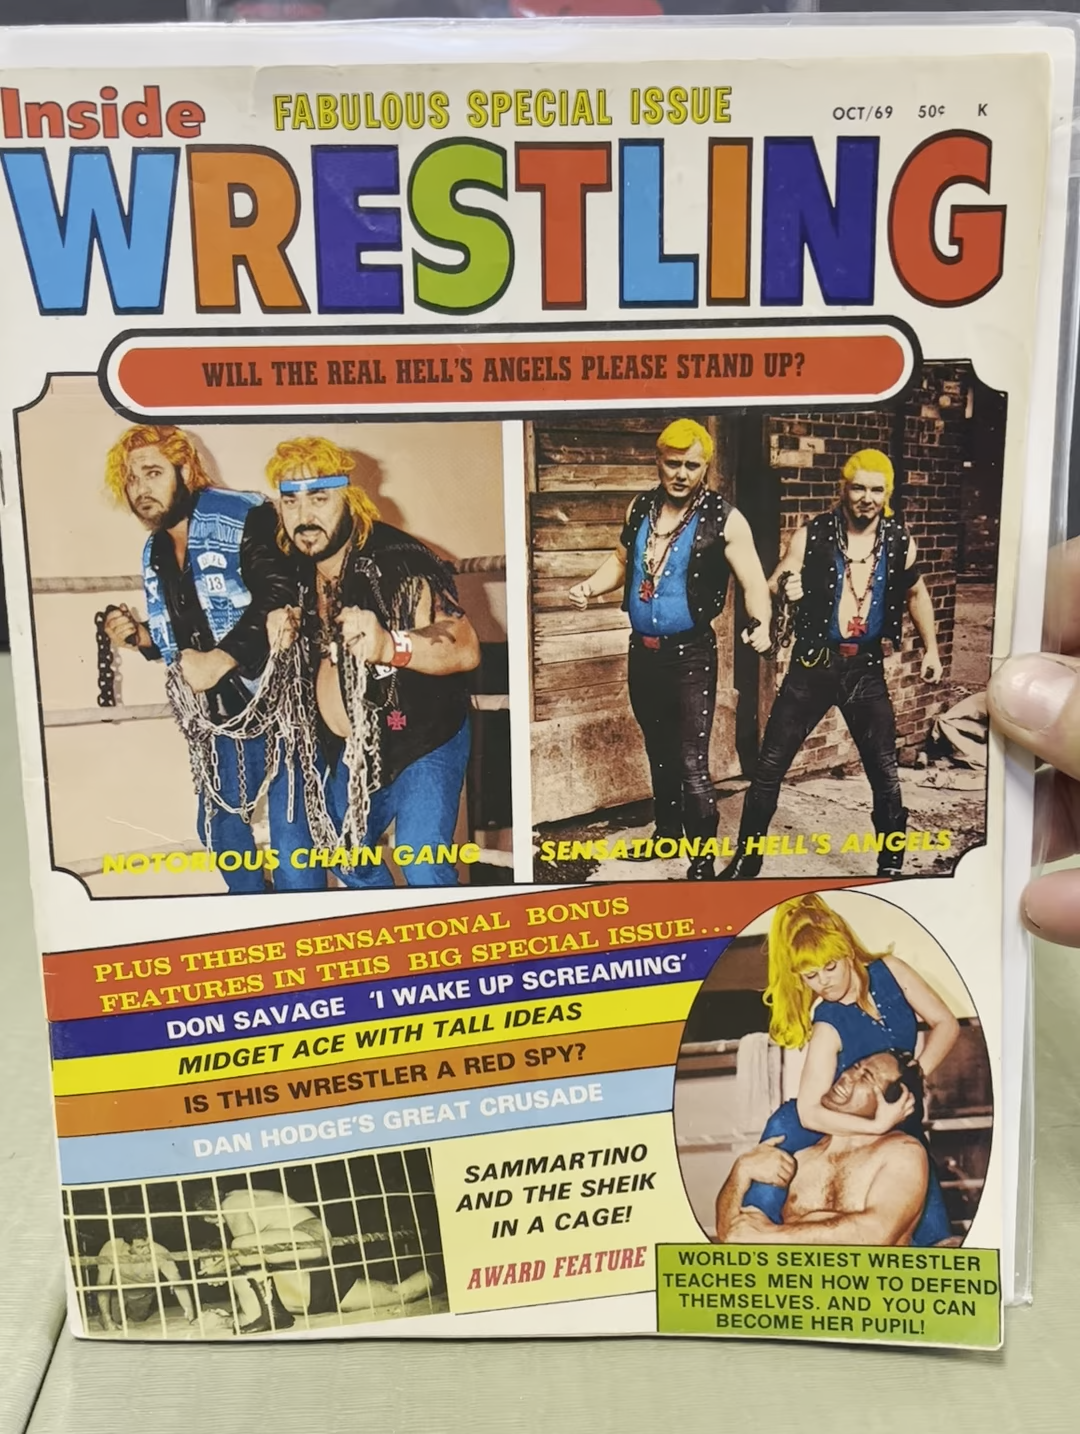 Inside
FABULOUS SPECIAL ISSUE
OCT/69 50¢ K
WRESTLING
WILL THE REAL HELL'S ANGELS PLEASE STAND UP?
13
NOTORIOUS CHAIN GANG
SENSATIONAL HELL'S ANGELS
PLUS THESE SENSATIONAL BONUS
FEATURES IN THIS BIG SPECIAL ISSUE...
DON SAVAGE 'I WAKE UP SCREAMING'
MIDGET ACE WITH TALL IDEAS
IS THIS WRESTLER A RED SPY?
DAN HODGE'S GREAT CRUSADE
SAMMARTINO
AND THE SHEIK
IN A CAGE!
AWARD FEATURE
WORLD'S SEXIEST WRESTLER
TEACHES MEN HOW TO DEFEND
THEMSELVES. AND YOU CAN
BECOME HER PUPIL!